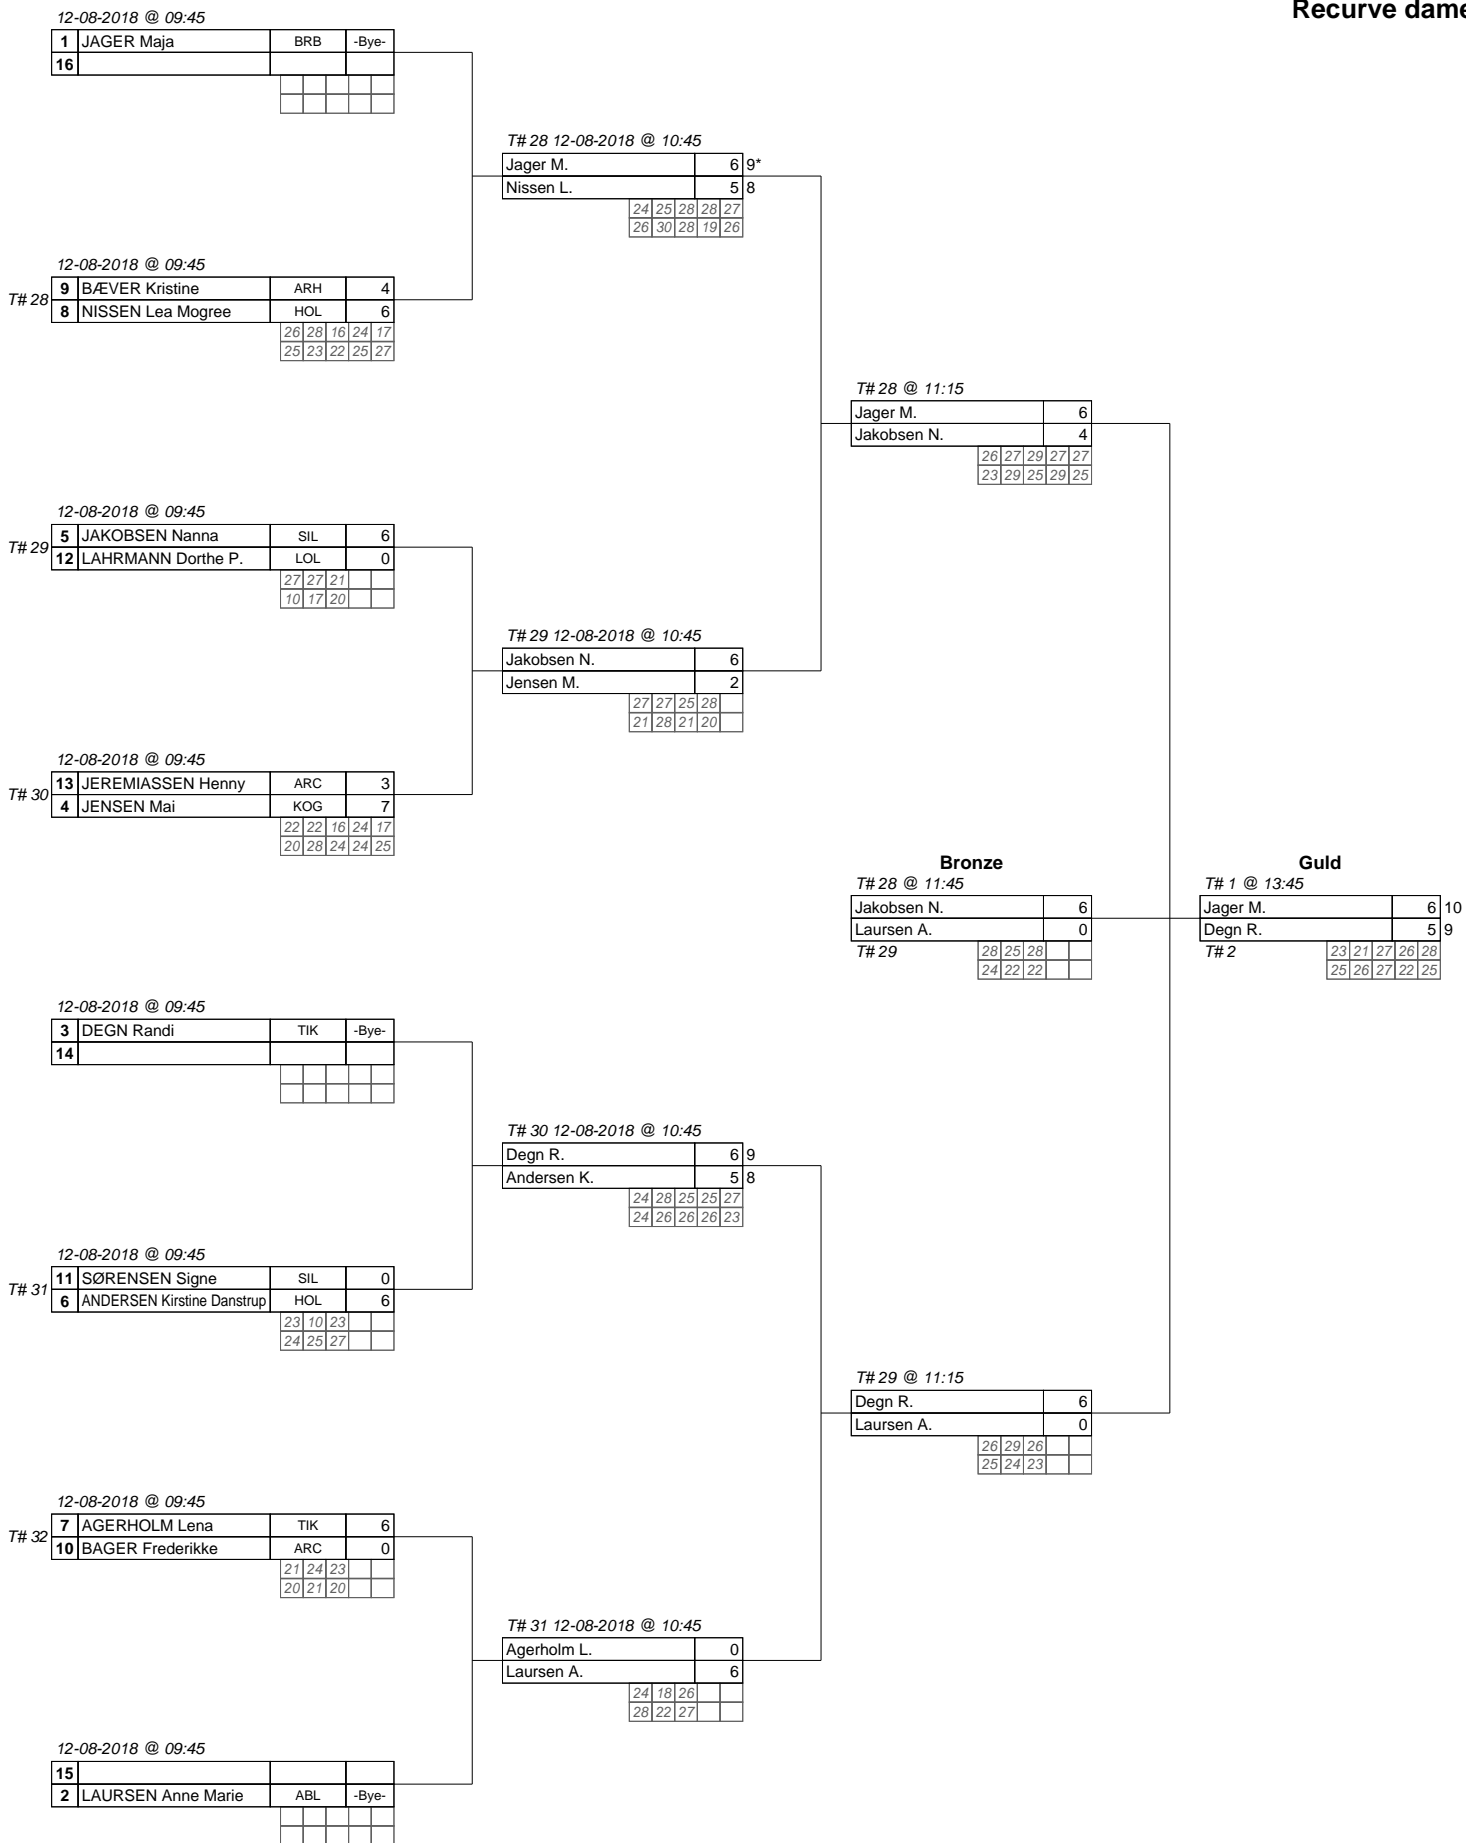 Recurve dame
12-08-2018 @ 09:45
1 JAGER Maja BRB -Bye-
16
T# 28 12-08-2018 @ 10:45
Jager M. 6 9*
Nissen L. 5 8
24 25 28 28 27
26 30 28 19 26
12-08-2018 @ 09:45
T# 28
9 BÆVER Kristine ARH 4
8 NISSEN Lea Mogree HOL 6
26 28 16 24 17
25 23 22 25 27
T# 28 @ 11:15
Jager M. 6
Jakobsen N. 4
26 27 29 27 27
23 29 25 29 25
12-08-2018 @ 09:45
T# 29
5 JAKOBSEN Nanna SIL 6
12 LAHRMANN Dorthe P. LOL 0
27 27 21
10 17 20
T# 29 12-08-2018 @ 10:45
Jakobsen N. 6
Jensen M. 2
27 27 25 28
21 28 21 20
12-08-2018 @ 09:45
T# 30
13 JEREMIASSEN Henny ARC 3
4 JENSEN Mai KOG 7
22 22 16 24 17
20 28 24 24 25
Bronze
T# 28 @ 11:45
Jakobsen N. 6
Laursen A. 0
T# 29
28 25 28
24 22 22
Guld
T# 1 @ 13:45
Jager M. 6 10
Degn R. 5 9
T# 2
23 21 27 26 28
25 26 27 22 25
12-08-2018 @ 09:45
3 DEGN Randi TIK -Bye-
14
T# 30 12-08-2018 @ 10:45
Degn R. 6 9
Andersen K. 5 8
24 28 25 25 27
24 26 26 26 23
12-08-2018 @ 09:45
T# 31
11 SØRENSEN Signe SIL 0
6 ANDERSEN Kirstine Danstrup HOL 6
23 10 23
24 25 27
T# 29 @ 11:15
Degn R. 6
Laursen A. 0
26 29 26
25 24 23
12-08-2018 @ 09:45
T# 32
7 AGERHOLM Lena TIK 6
10 BAGER Frederikke ARC 0
21 24 23
20 21 20
T# 31 12-08-2018 @ 10:45
Agerholm L. 0
Laursen A. 6
24 18 26
28 22 27
12-08-2018 @ 09:45
15
2 LAURSEN Anne Marie ABL -Bye-